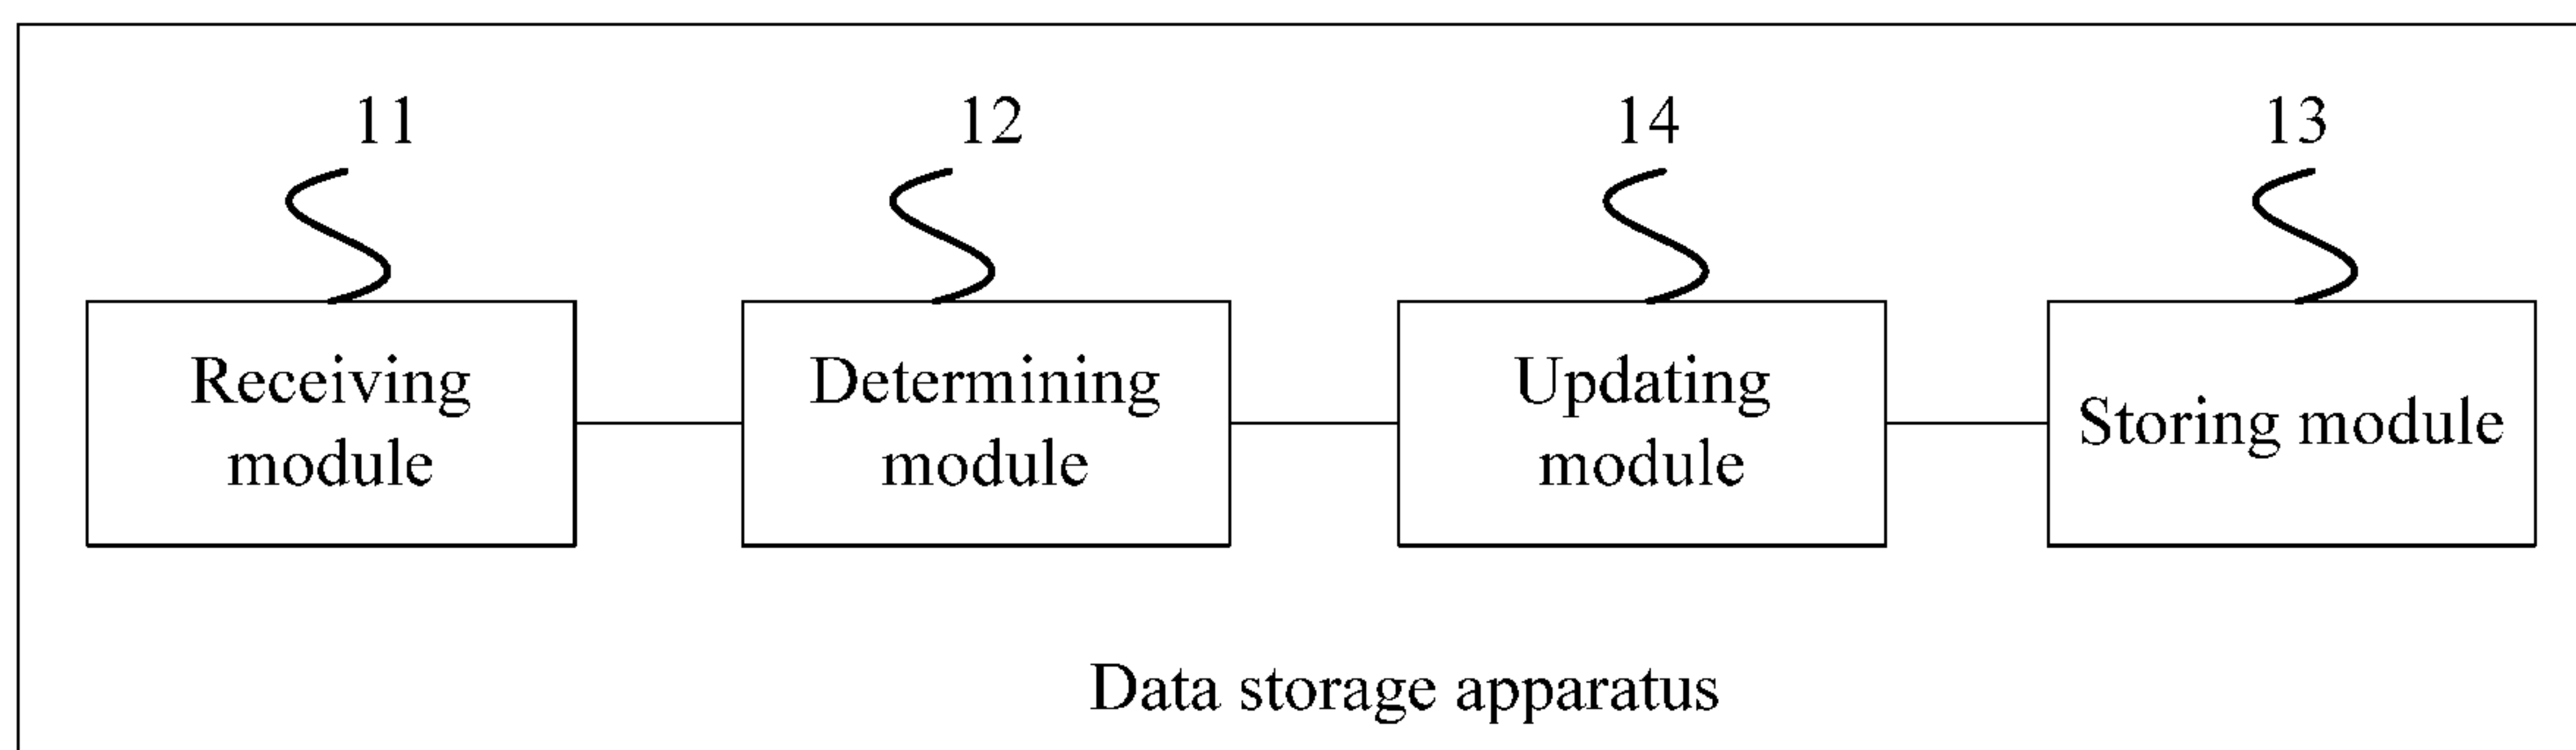 11
12
14
13
Receiving
module
Determining
module
Updating
module
Storing module
Data storage apparatus